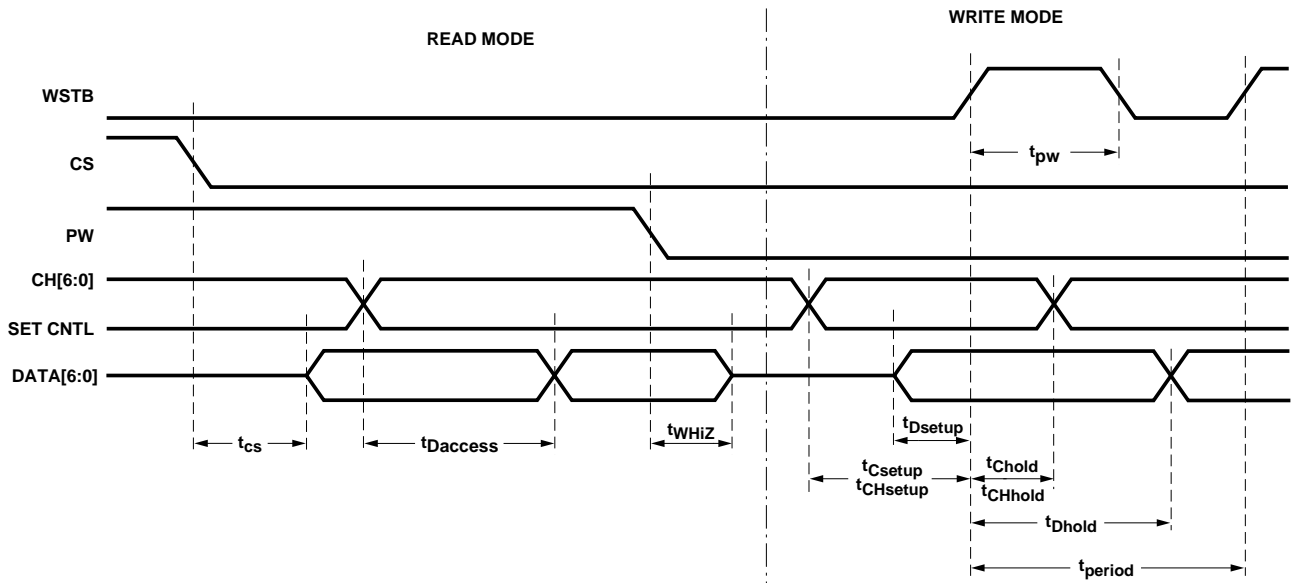 WRITE MODE
READ MODE
WSTB
tpw
CS
PW
CH[6:0]
SET CNTL
DATA[6:0]
tcs
tDaccess
tWHiZ
tDsetup
tCsetup
tCHsetup
tChold
tCHhold
tDhold
tperiod